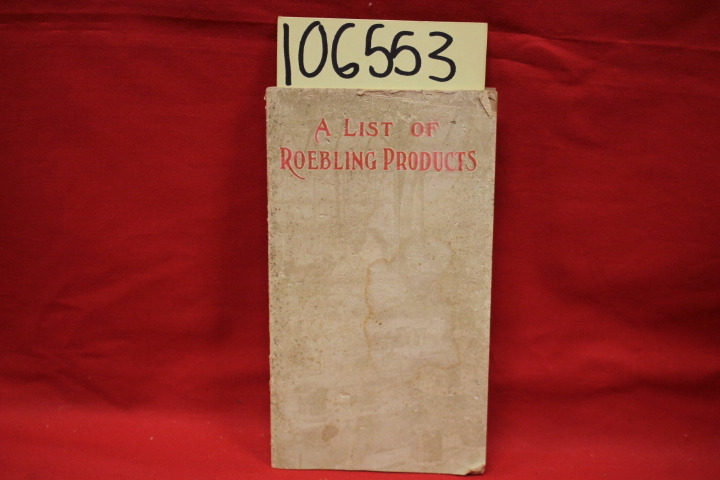 106553
A LIST OF
ROEBLING PRODUCTS